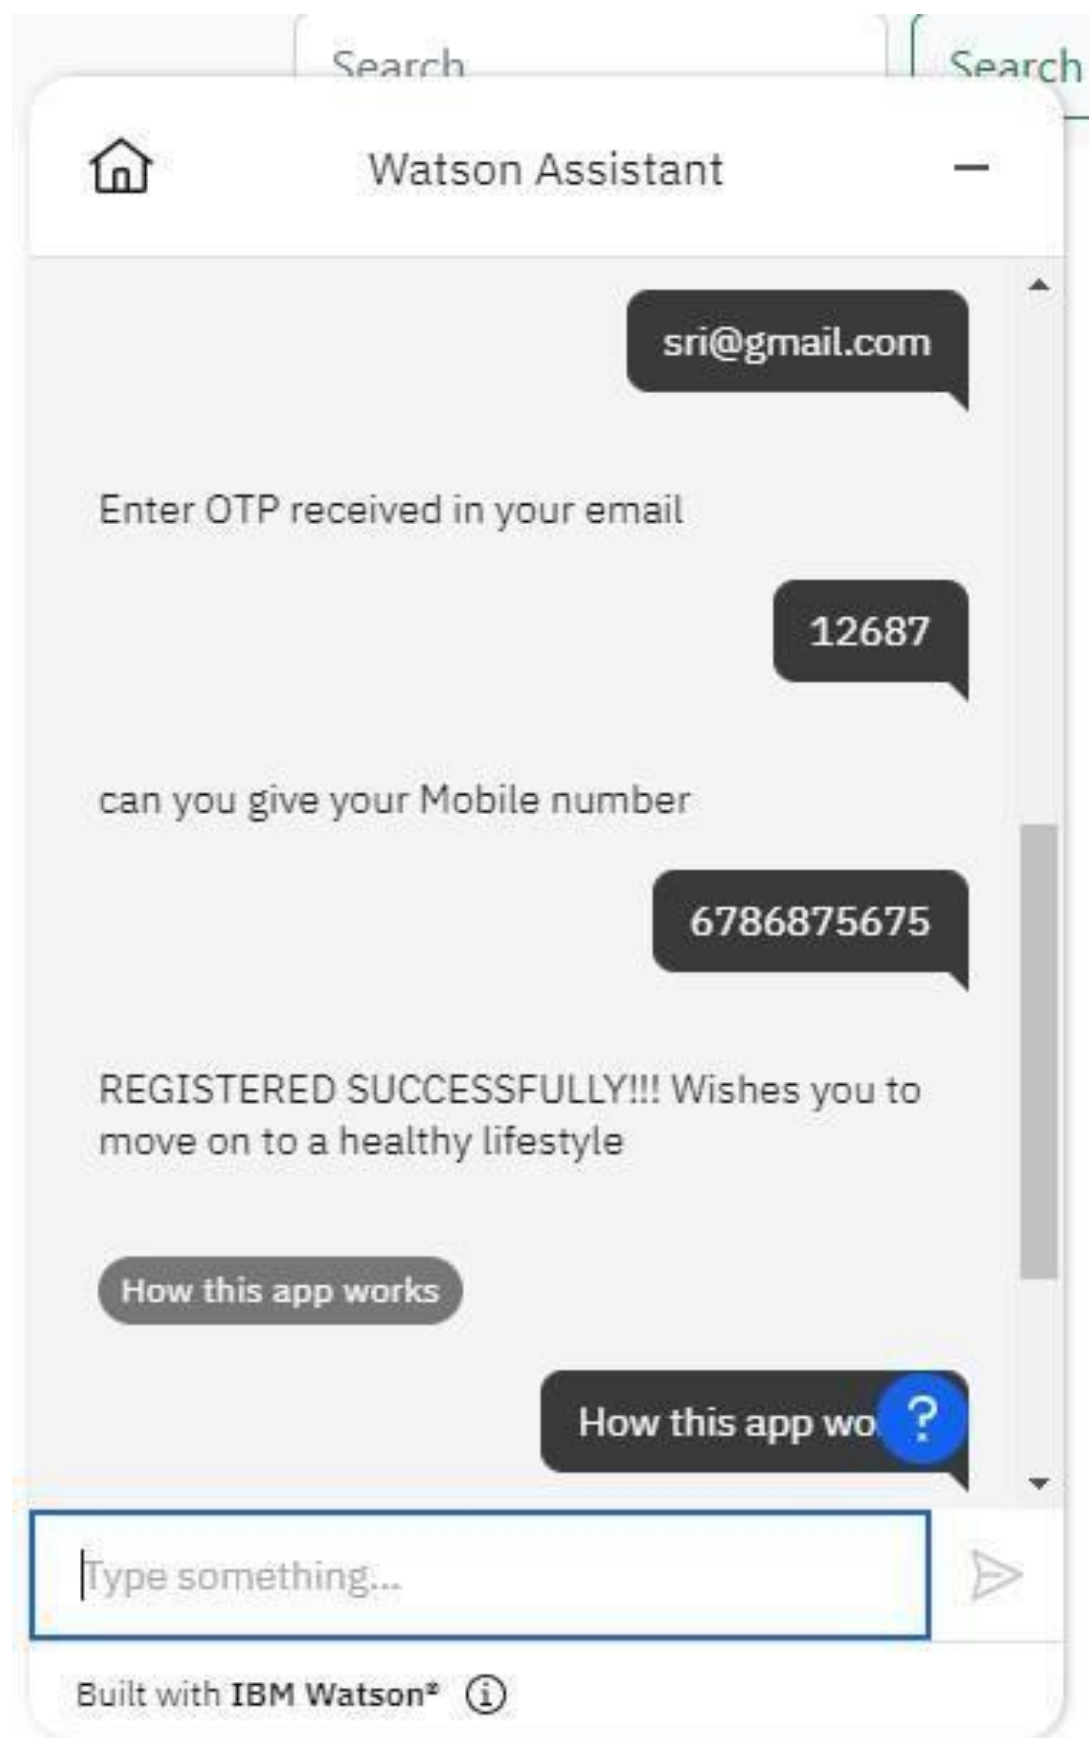 Search
Search
Watson Assistant
sri@gmail.com
Enter OTP received in your email
12687
can you give your Mobile number
6786875675
REGISTERED SUCCESSFULLY!!! Wishes you to
move on to a healthy lifestyle
How this app works
How this app wo
?
Type something...
Built with IBM Watson®